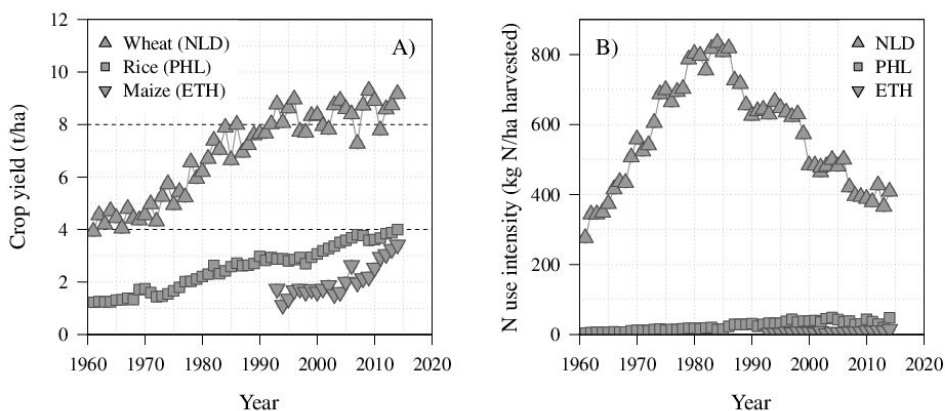 A)
Wheat (NLD)
Rice (PHL)
Maize (ETH)
Crop yield (t/ha)
12
10
8
6
4
2
0
1960 1970 1980 1990 2000 2010 2020
Year
B)
NLD
PHL
ETH
N use intensity (kg N/ha harvested)
800
600
400
200
0
1960 1970 1980 1990 2000 2010 2020
Year